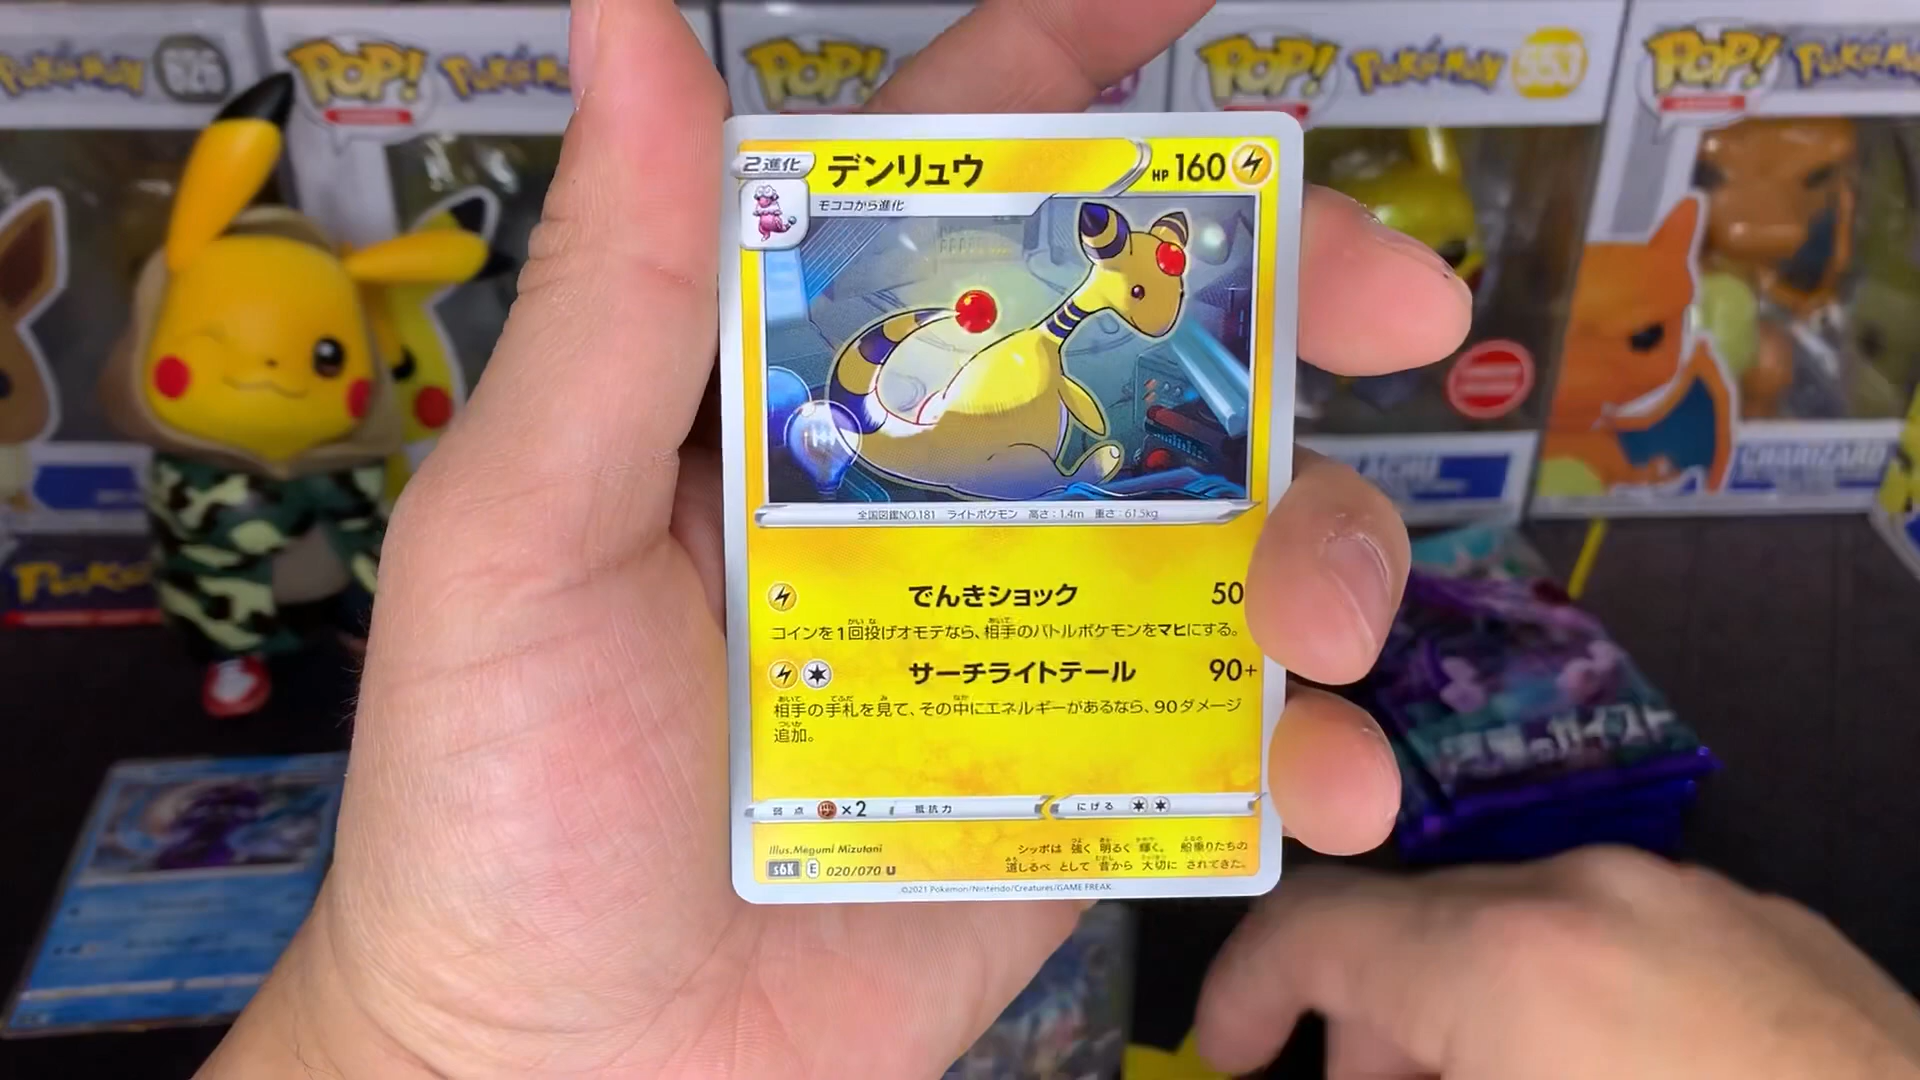 Pokémon 626
POP! Pokémon
POP!
POP! Pokémon 553
POP! Pokémon
2進化 デンリュウ HP 160
モココから進化
全国図鑑NO.181 ライトポケモン 高さ：1.4m 重さ：61.5kg
でんきショック 50
コインを1回投げオモテなら、相手のバトルポケモンをマヒにする。
サーチライトテール 90+
相手の手札を見て、その中にエネルギーがあるなら、90ダメージ
追加。
弱点 ×2 抵抗力 にげる
Illus.Megumi Mizutani
シッポは 強く 明るく 輝く。 船乗りたちの
道しるべ として 昔から 大切に されてきた。
s6K E 020/070 U
©2021 Pokémon/Nintendo/Creatures/GAME FREAK.
CHARIZARD
のガイスト